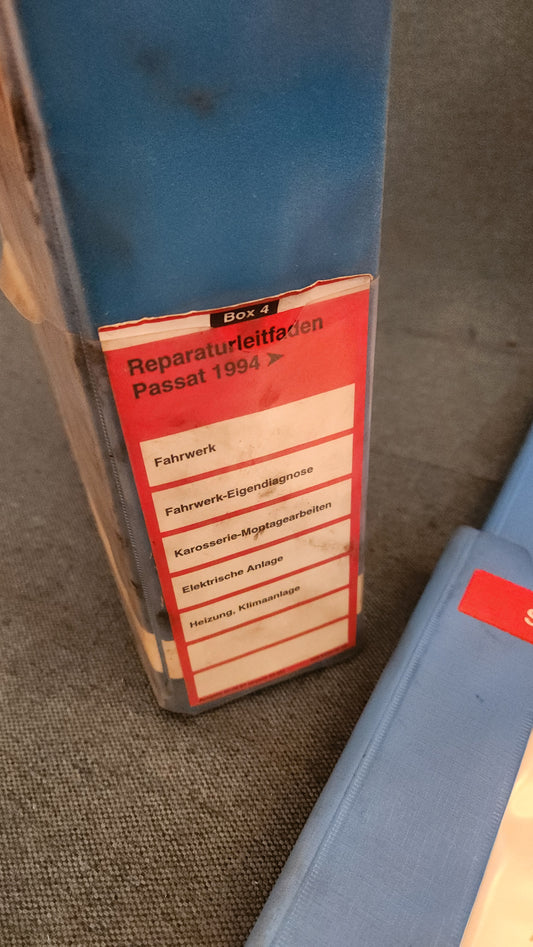 Box 4
Reparaturleitfaden
Passat 1994 ➤
Fahrwerk
Fahrwerk-Eigendiagnose
Karosserie-Montagearbeiten
Elektrische Anlage
Heizung, Klimaanlage